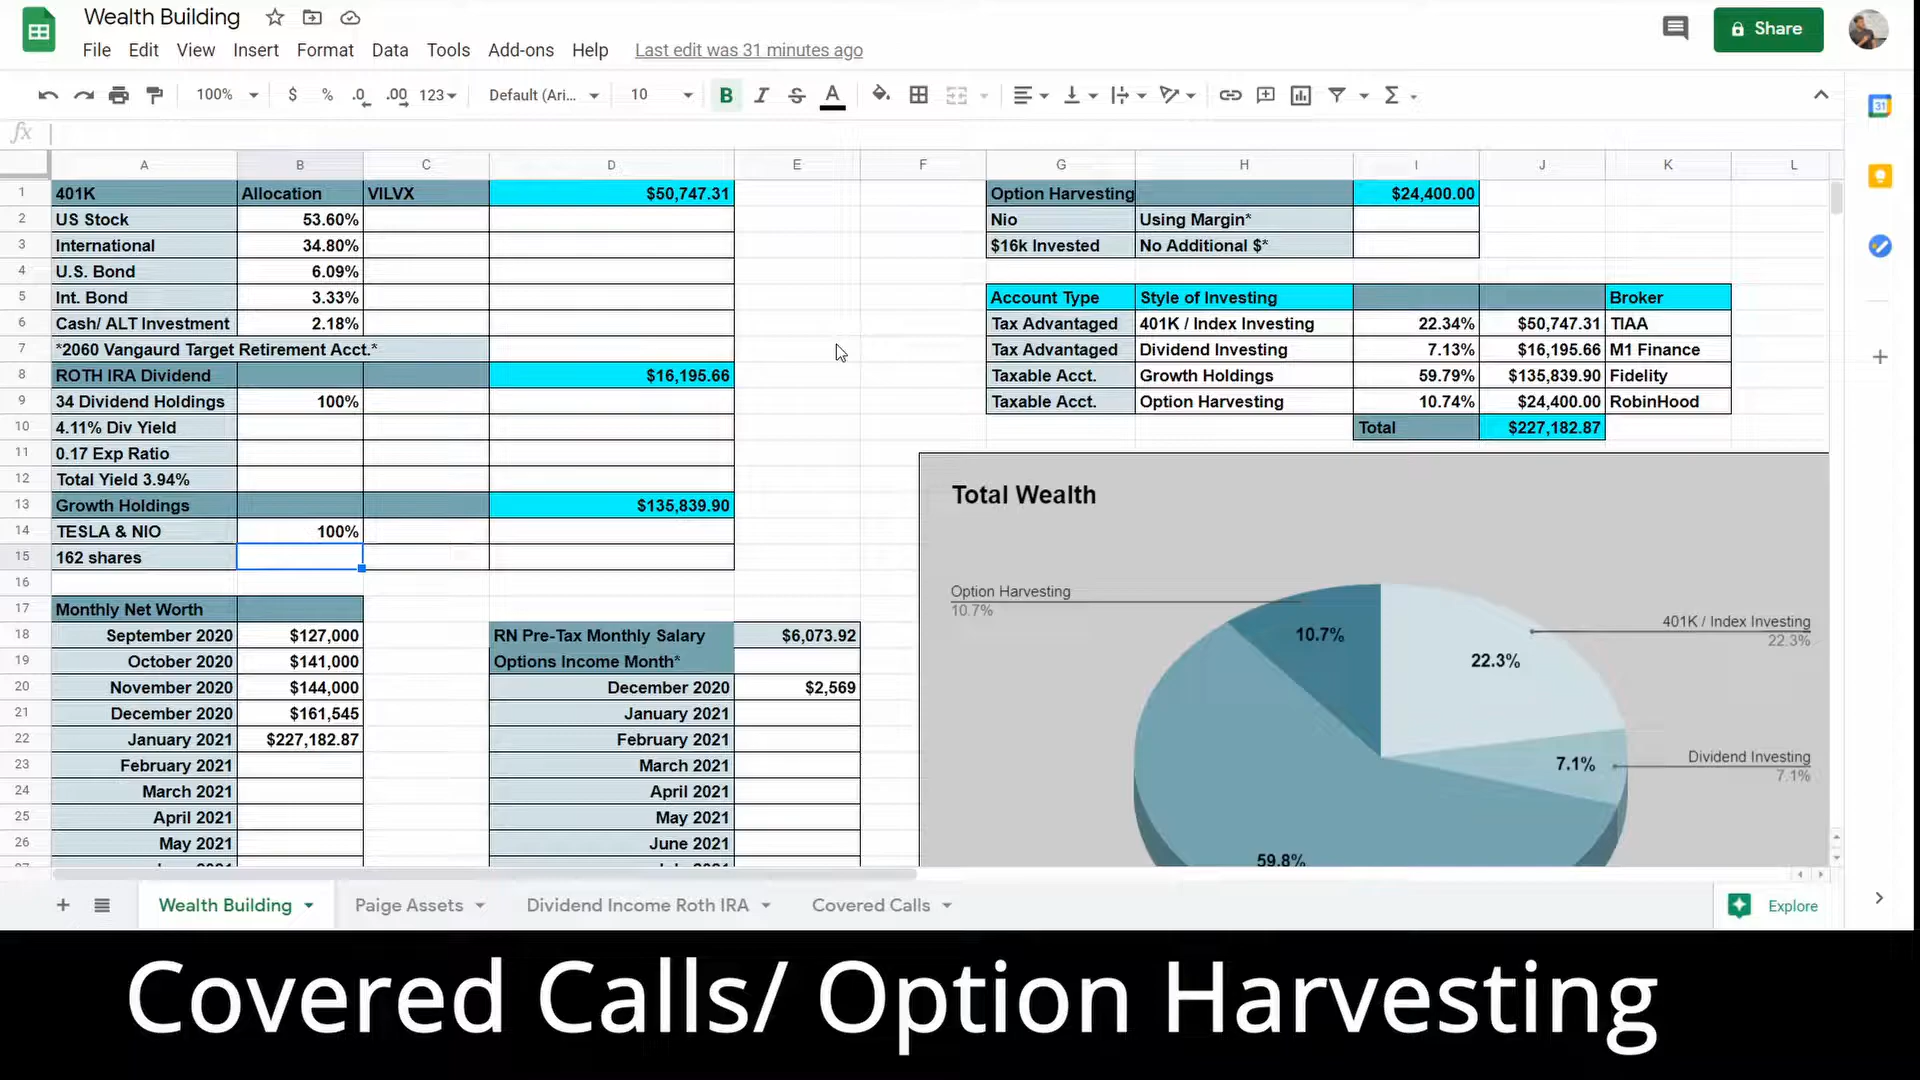 Wealth Building
File Edit View Insert Format Data Tools Add-ons Help Last edit was 31 minutes ago
Share
100% $ % .0 .00 123 Default (Ari... 10 B I S A Σ
31
fx
A B C D E F G H I J K L
1 401K Allocation VILVX $50,747.31 Option Harvesting $24,400.00
2 US Stock 53.60% Nio Using Margin*
3 International 34.80% $16k Invested No Additional $*
4 U.S. Bond 6.09%
5 Int. Bond 3.33% Account Type Style of Investing Broker
6 Cash/ ALT Investment 2.18% Tax Advantaged 401K / Index Investing 22.34% $50,747.31 TIAA
7 *2060 Vangaurd Target Retirement Acct.* Tax Advantaged Dividend Investing 7.13% $16,195.66 M1 Finance
8 ROTH IRA Dividend $16,195.66 Taxable Acct. Growth Holdings 59.79% $135,839.90 Fidelity
9 34 Dividend Holdings 100% Taxable Acct. Option Harvesting 10.74% $24,400.00 RobinHood
10 4.11% Div Yield Total $227,182.87
11 0.17 Exp Ratio
12 Total Yield 3.94%
13 Growth Holdings $135,839.90
14 TESLA & NIO 100%
15 162 shares
16
17 Monthly Net Worth
18 September 2020 $127,000 RN Pre-Tax Monthly Salary $6,073.92
19 October 2020 $141,000 Options Income Month*
20 November 2020 $144,000 December 2020 $2,569
21 December 2020 $161,545 January 2021
22 January 2021 $227,182.87 February 2021
23 February 2021 March 2021
24 March 2021 April 2021
25 April 2021 May 2021
26 May 2021 June 2021
Total Wealth
Option Harvesting
10.7%
10.7%
401K / Index Investing
22.3%
22.3%
Dividend Investing
7.1%
7.1%
59.8%
Wealth Building Paige Assets Dividend Income Roth IRA Covered Calls Explore
Covered Calls/ Option Harvesting